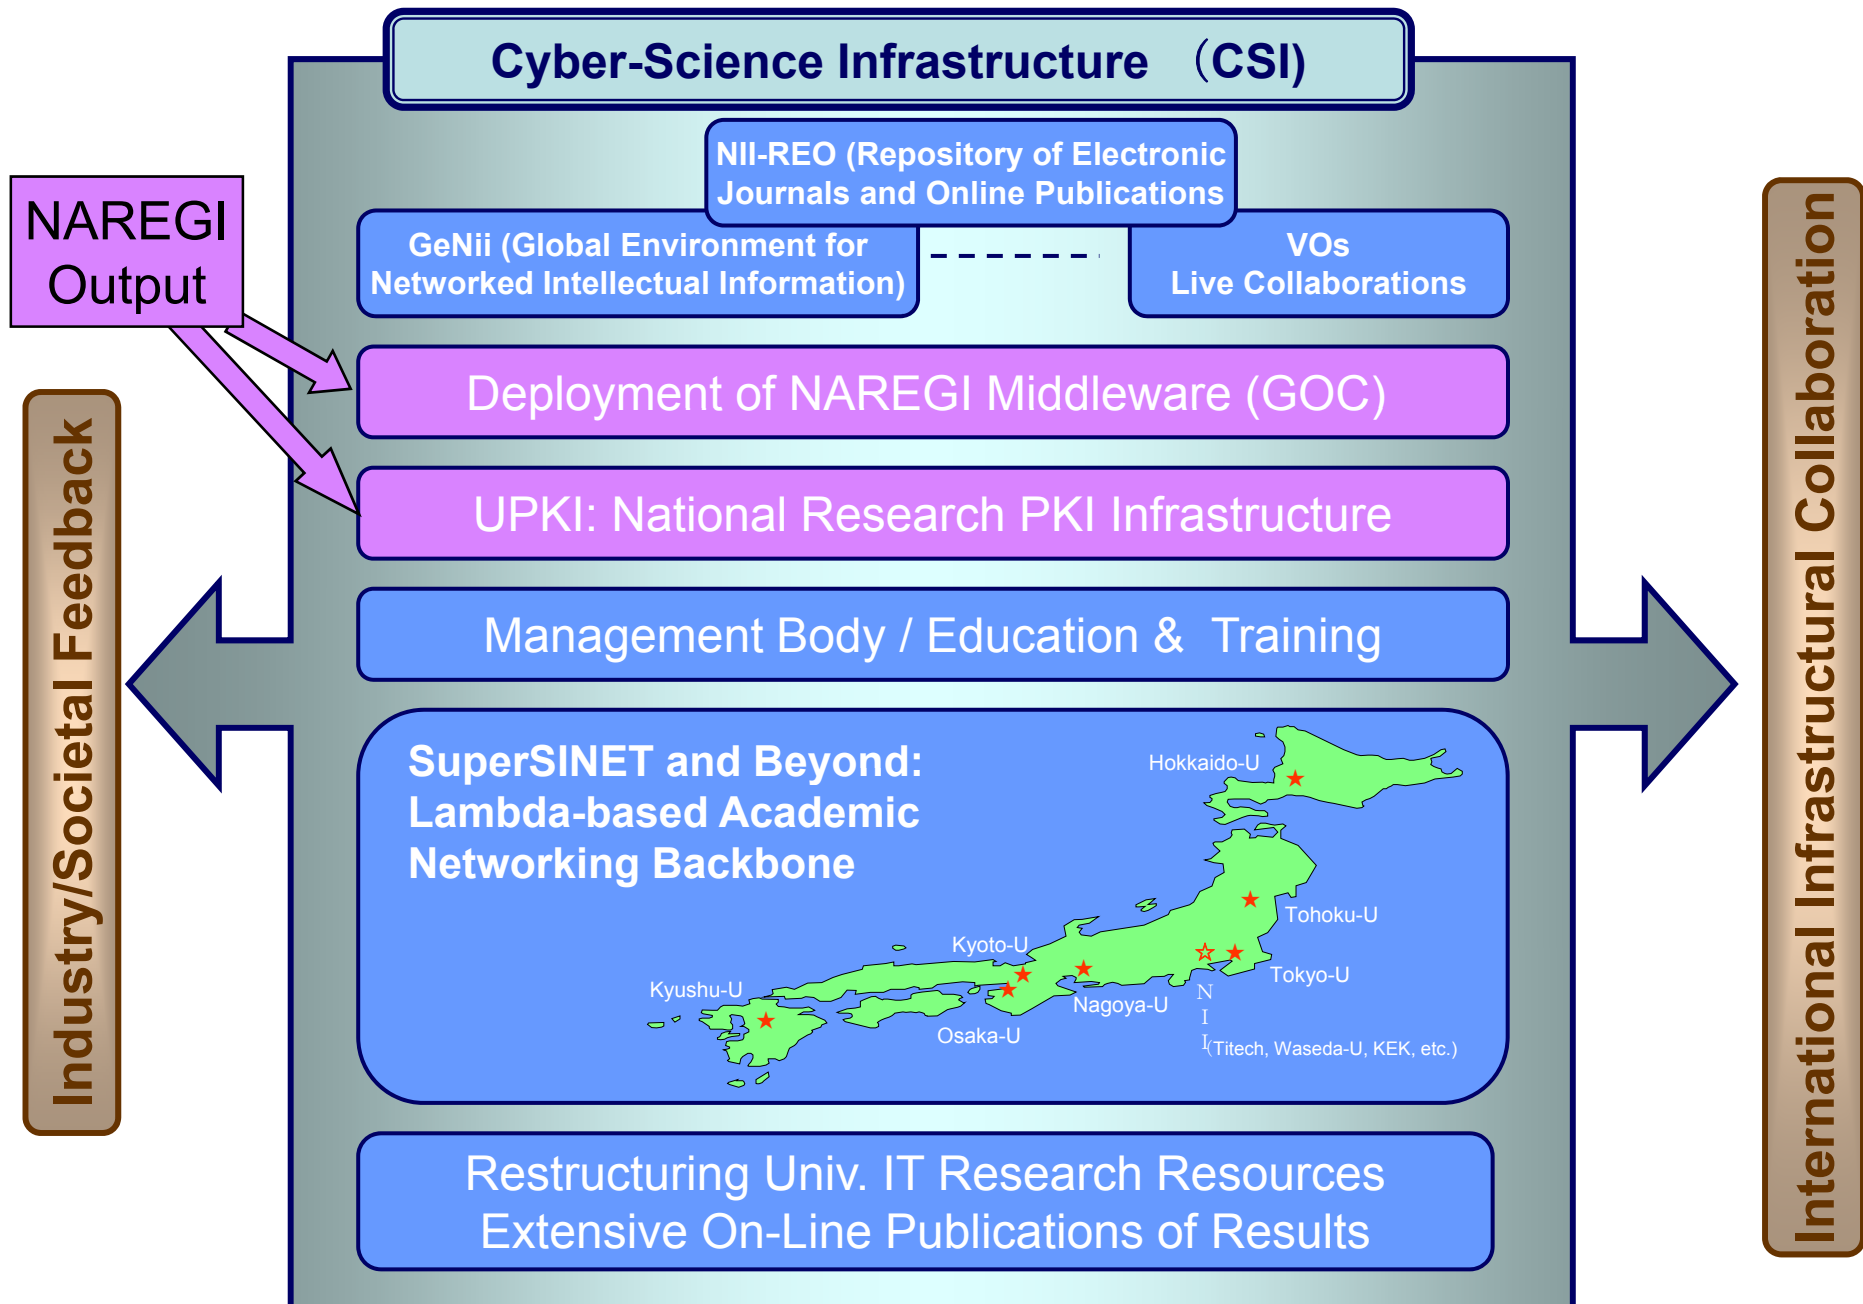 Cyber-Science Infrastructure （CSI)
NII-REO (Repository of Electronic
Journals and Online Publications
NAREGI
Output
GeNii (Global Environment for
Networked Intellectual Information)
VOs
Live Collaborations
Deployment of NAREGI Middleware (GOC)
UPKI: National Research PKI Infrastructure
Management Body / Education & Training
Industry/Societal Feedback
International Infrastructural Collaboration
SuperSINET and Beyond:
Lambda-based Academic
Networking Backbone
Hokkaido-U
Tohoku-U
Kyoto-U
Tokyo-U
Kyushu-U
Nagoya-U
NII
Osaka-U
(Titech, Waseda-U, KEK, etc.)
Restructuring Univ. IT Research Resources
Extensive On-Line Publications of Results